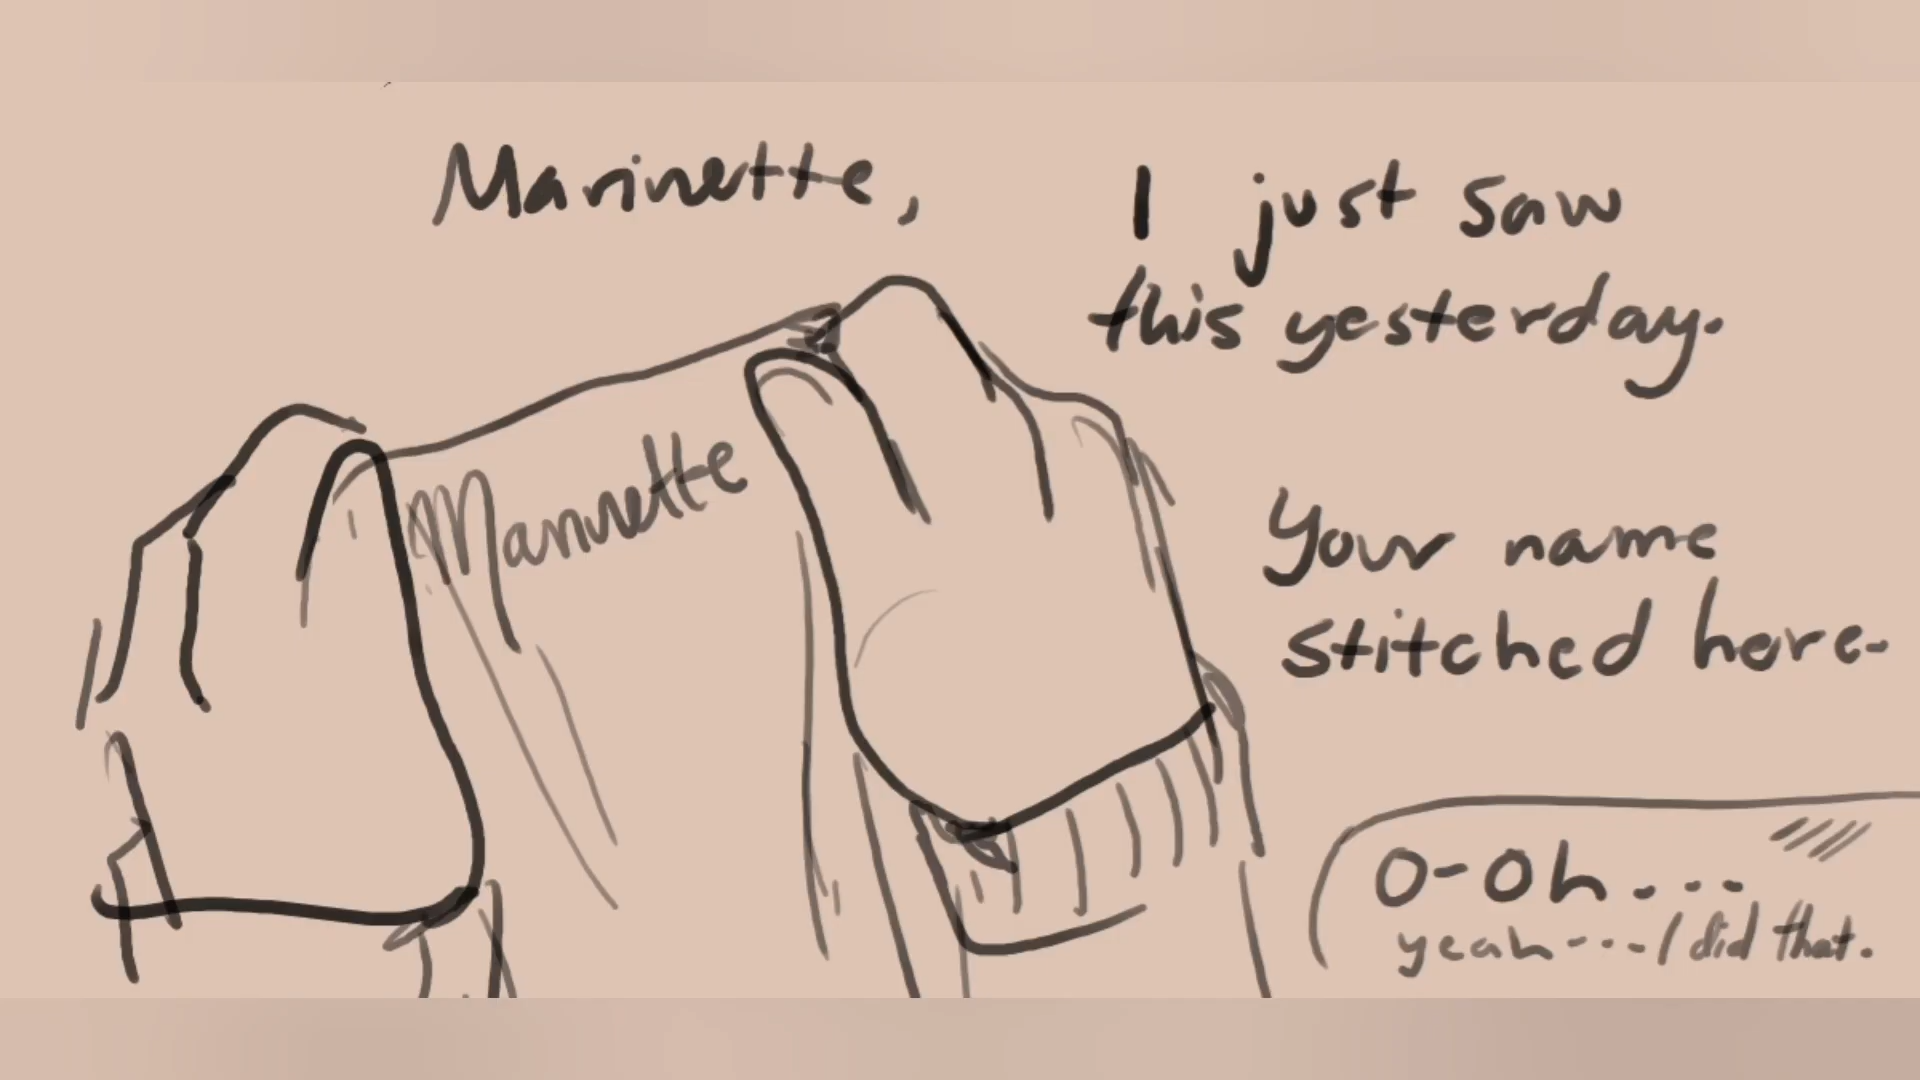 Marinette,
I just saw
this yesterday.
Marinette
Your name
stitched here-
O-Oh....
yeah....I did that.